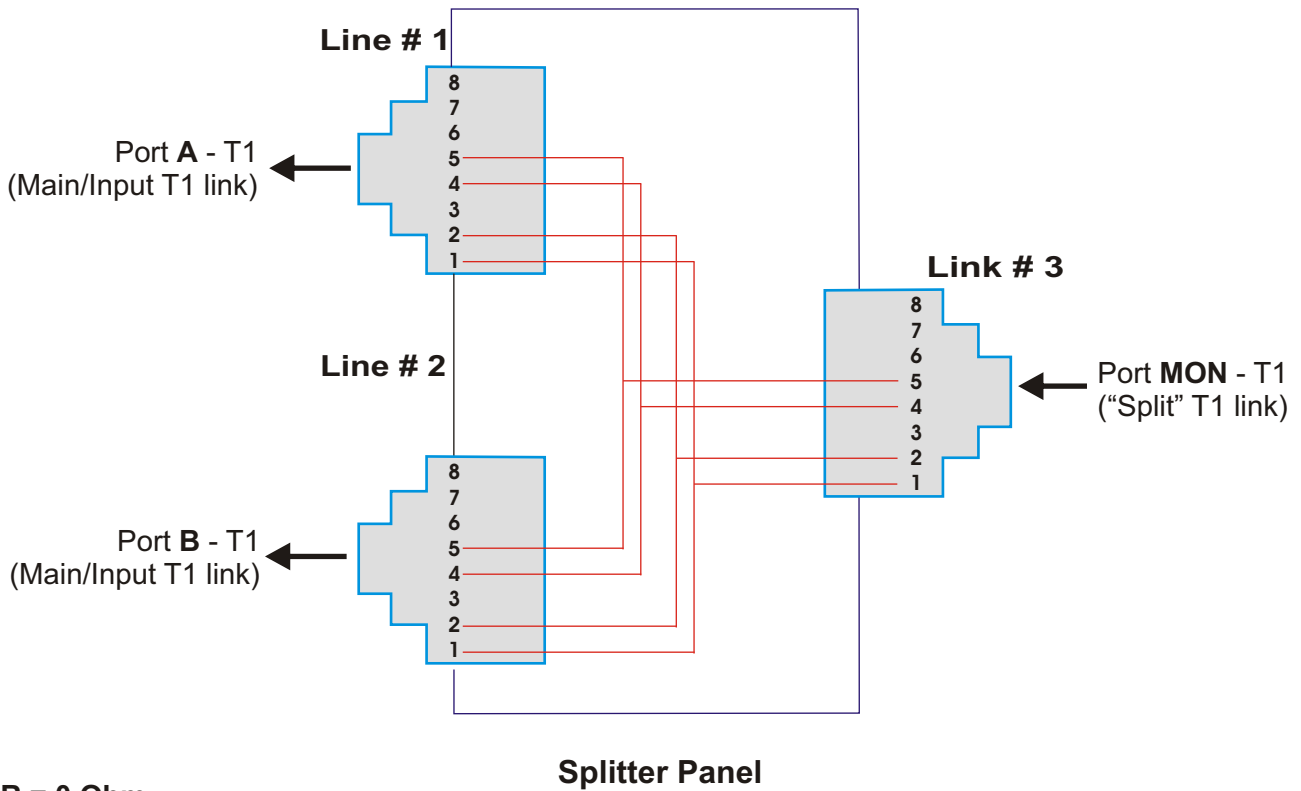 Line # 1
8
7
6
5
4
3
2
1
Port A - T1
(Main/Input T1 link)
Line # 2
8
7
6
5
4
3
2
1
Port B - T1
(Main/Input T1 link)
Link # 3
8
7
6
5
4
3
2
1
Port MON - T1
(“Split” T1 link)
Splitter Panel